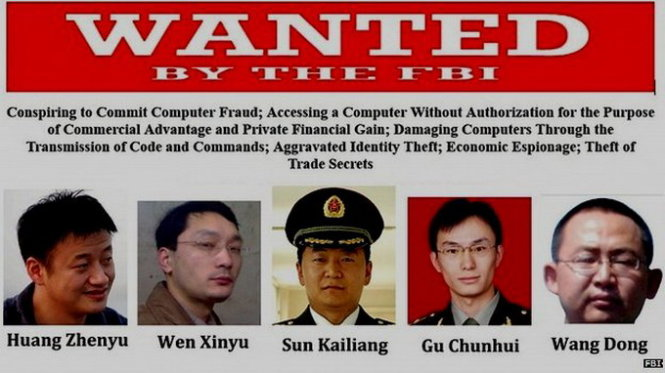 WANTED
BY THE FBI
Conspiring to Commit Computer Fraud; Accessing a Computer Without Authorization for the Purpose
of Commercial Advantage and Private Financial Gain; Damaging Computers Through the
Transmission of Code and Commands; Aggravated Identity Theft; Economic Espionage; Theft of
Trade Secrets
Huang Zhenyu Wen Xinyu Sun Kailiang Gu Chunhui Wang Dong
FBI